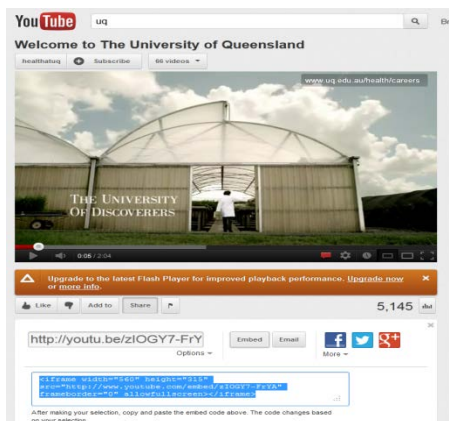 You Tube uq Br
Welcome to The University of Queensland
healthatuq Subscribe 66 videos
www.uq.edu.au/health/careers
THE UNIVERSITY
OF DISCOVERERS
0:05 / 2:04
Upgrade to the latest Flash Player for improved playback performance. Upgrade now ×
or more info.
Like Add to Share 5,145
http://youtu.be/zIOGY7-FrY Embed Email
Options More
<iframe width="560" height="315"
src="http://www.youtube.com/embed/zIOGY7-FrYA"
frameborder="0" allowfullscreen></iframe>
After making your selection, copy and paste the embed code above. The code changes based
on your selection.